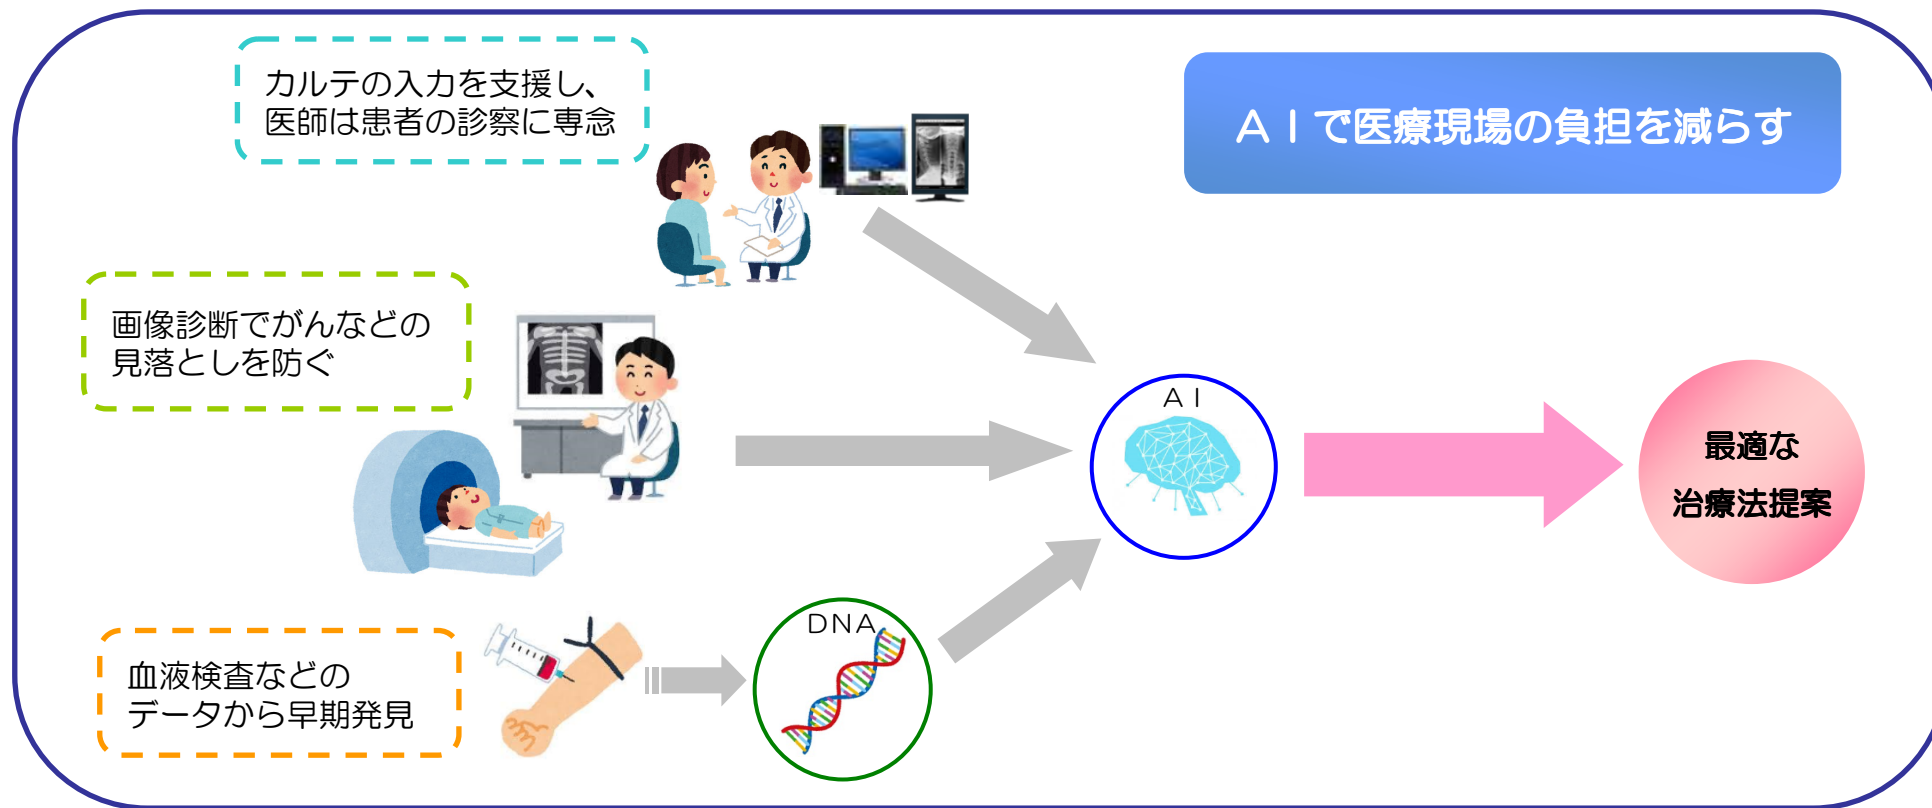 カルテの入力を支援し、
医師は患者の診察に専念
ＡＩで医療現場の負担を減らす
画像診断でがんなどの
見落としを防ぐ
ＡＩ
最適な
治療法提案
DNA
血液検査などの
データから早期発見